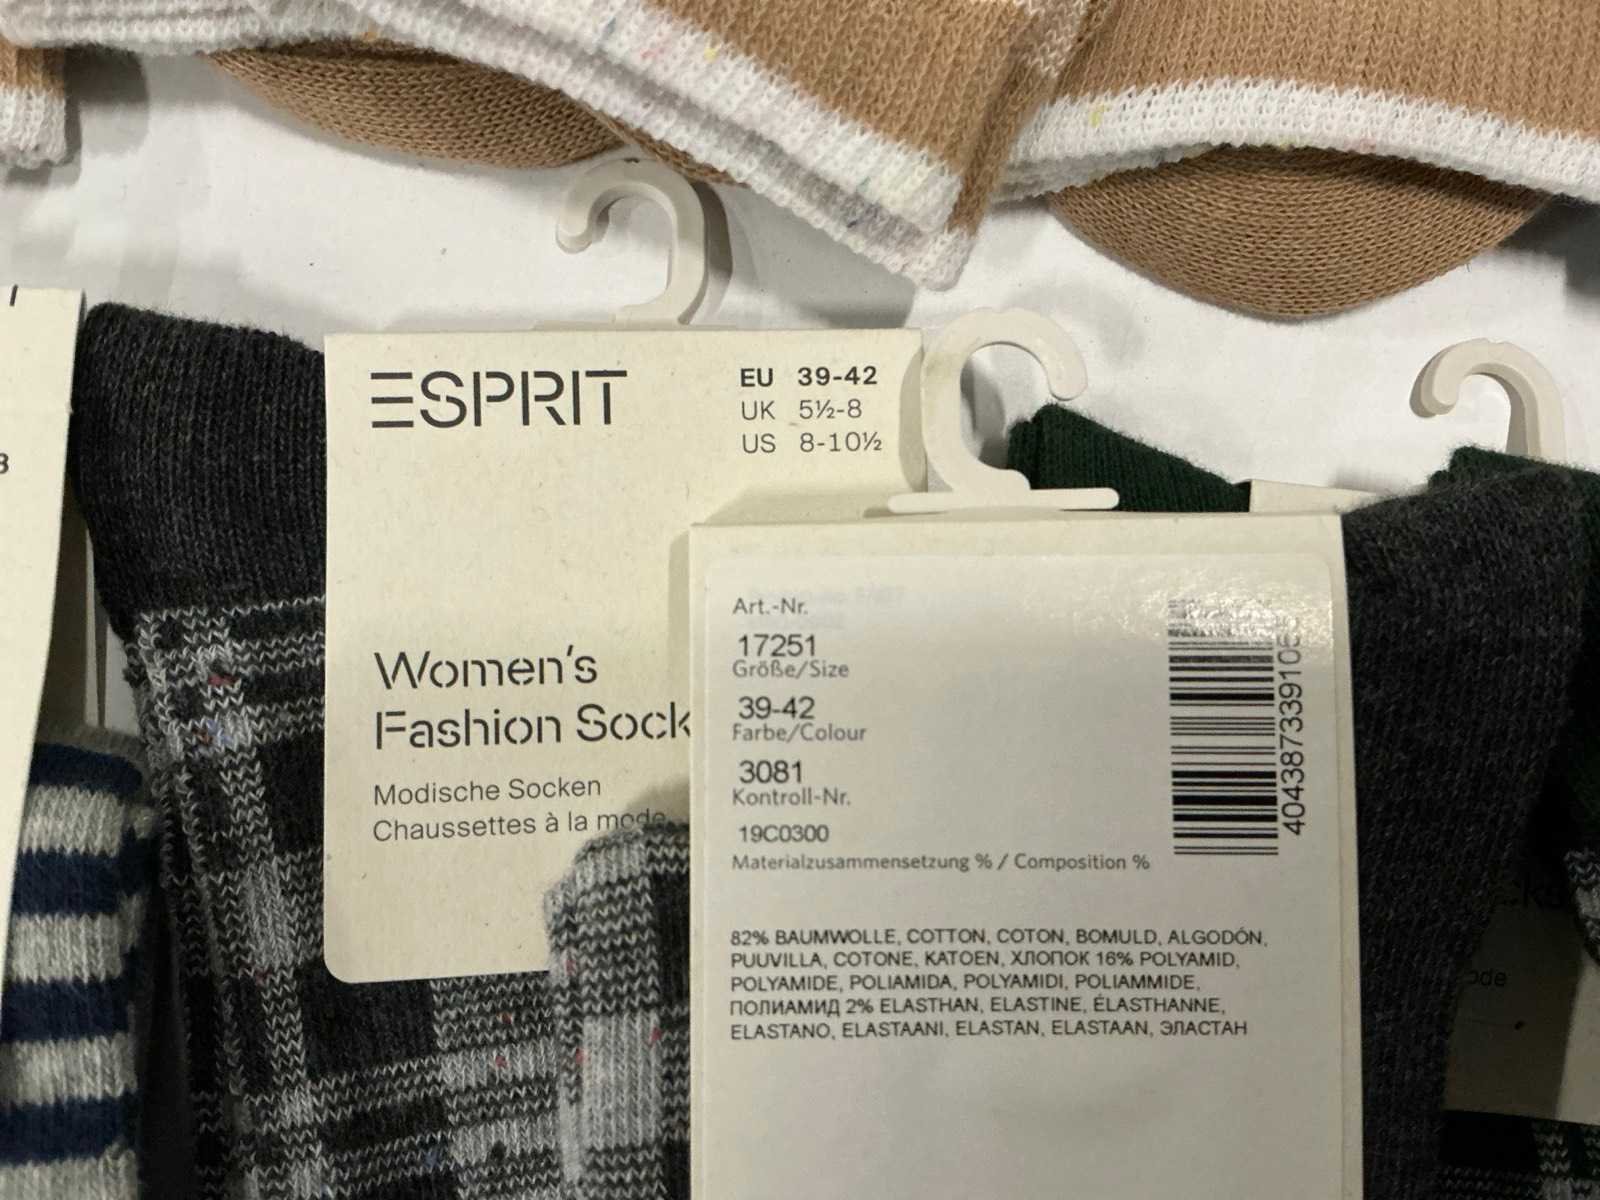 ESPRIT
EU 39-42
UK 5½-8
US 8-10½
Women's
Fashion Sock
Modische Socken
Chaussettes à la mode
Art.-Nr.
17251
Größe/Size
39-42
Farbe/Colour
3081
Kontroll-Nr.
19C0300
Materialzusammensetzung % / Composition %
82% BAUMWOLLE, COTTON, COTON, BOMULD, ALGODÓN,
PUUVILLA, COTONE, KATOEN, ХЛОПОК 16% POLYAMID,
POLYAMIDE, POLIAMIDA, POLYAMIDI, POLIAMMIDE,
ПОЛИАМИД 2% ELASTHAN, ELASTINE, ÉLASTHANNE,
ELASTANO, ELASTAANI, ELASTAN, ELASTAAN, ЭЛАСТАН